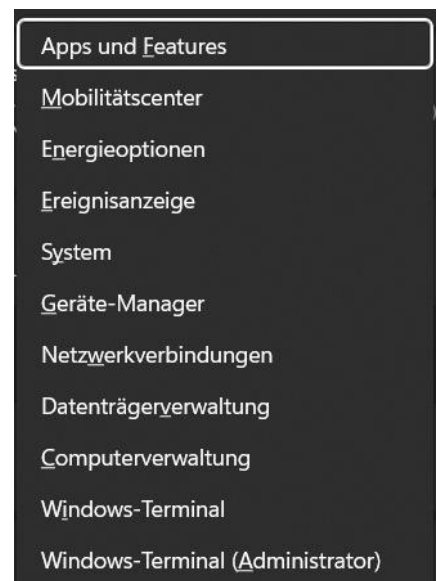 Apps und Features
Mobilitätscenter
Energieoptionen
Ereignisanzeige
System
Geräte-Manager
Netzwerkverbindungen
Datenträgerverwaltung
Computerverwaltung
Windows-Terminal
Windows-Terminal (Administrator)